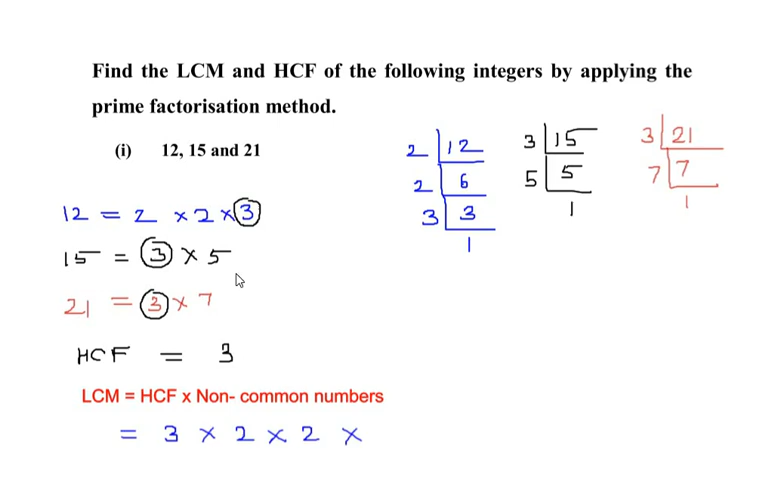 Find the LCM and HCF of the following integers by applying the
prime factorisation method.
(i) 12, 15 and 21
2 12
2 6
3 3
1
3 15
5 5
1
3 21
7 7
1
12 = 2 × 2 × 3
15 = 3 × 5
21 = 3 × 7
HCF = 3
LCM = HCF x Non- common numbers
= 3 × 2 × 2 ×